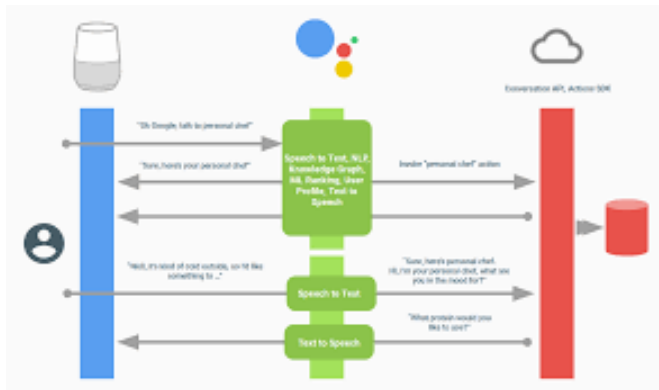 Conversation API, Actions SDK
"Ok Google, talk to personal chef"
Speech to Text, NLP,
Knowledge Graph,
ML Ranking, User
Profile, Text to
Speech
"Sure, here's your personal chef"
Invoke "personal chef" action
"Well, it's kind of cold outside, so I'd like
something to ..."
"Sure, here's personal chef.
Hi, I'm your personal chef, what are
you in the mood for?"
Speech to Text
"What protein would you
like to use?"
Text to Speech